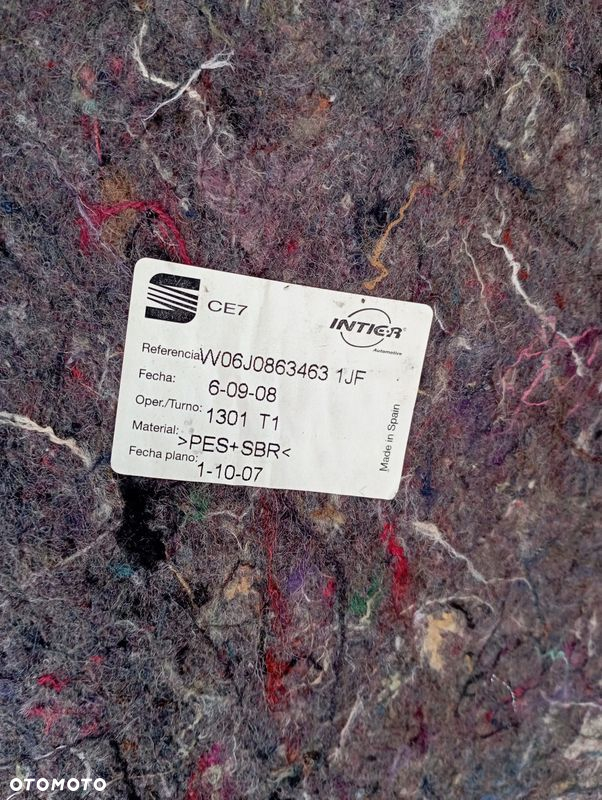 CE7
INTIER
Automotive
Referencia: W06J0863463 1JF
Fecha: 6-09-08
Oper./Turno: 1301 T1
Material: >PES+SBR<
Fecha plano: 1-10-07
Made in Spain
OTOMOTO